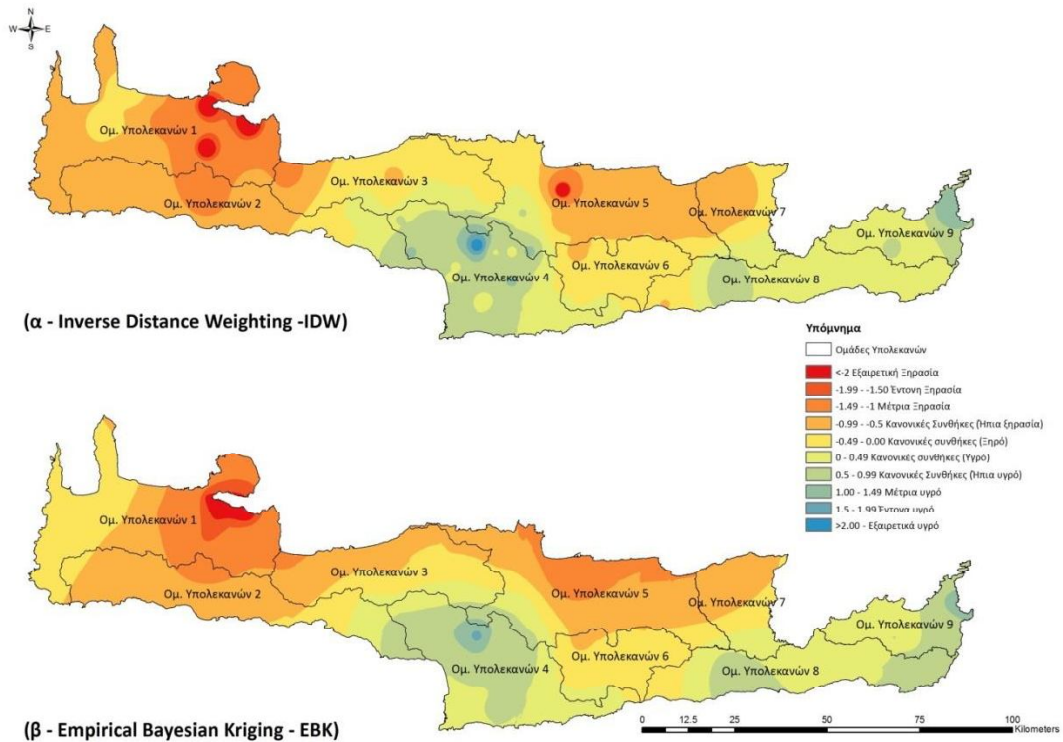 N
W E
S
Ομ. Υπολεκανών 1
Ομ. Υπολεκανών 2
Ομ. Υπολεκανών 3
Ομ. Υπολεκανών 5
Ομ. Υπολεκανών 7
Ομ. Υπολεκανών 9
Ομ. Υπολεκανών 6
Ομ. Υπολεκανών 4
Ομ. Υπολεκανών 8
(α - Inverse Distance Weighting -IDW)
Υπόμνημα
Ομάδες Υπολεκανών
<-2 Εξαιρετική Ξηρασία
-1.99 - -1.50 Έντονη Ξηρασία
-1.49 - -1 Μέτρια Ξηρασία
-0.99 - -0.5 Κανονικές Συνθήκες (Ήπια ξηρασία)
-0.49 - 0.00 Κανονικές συνθήκες (Ξηρό)
0 - 0.49 Κανονικές συνθήκες (Υγρό)
0.5 - 0.99 Κανονικές Συνθήκες (Ήπια υγρό)
1.00 - 1.49 Μέτρια υγρό
1.5 - 1.99 Έντονα υγρό
>2.00 - Εξαιρετικά υγρό
Ομ. Υπολεκανών 1
Ομ. Υπολεκανών 2
Ομ. Υπολεκανών 3
Ομ. Υπολεκανών 5
Ομ. Υπολεκανών 7
Ομ. Υπολεκανών 9
Ομ. Υπολεκανών 6
Ομ. Υπολεκανών 4
Ομ. Υπολεκανών 8
(β - Empirical Bayesian Kriging - EBK)
0 12.5 25 50 75 100
Kilometers